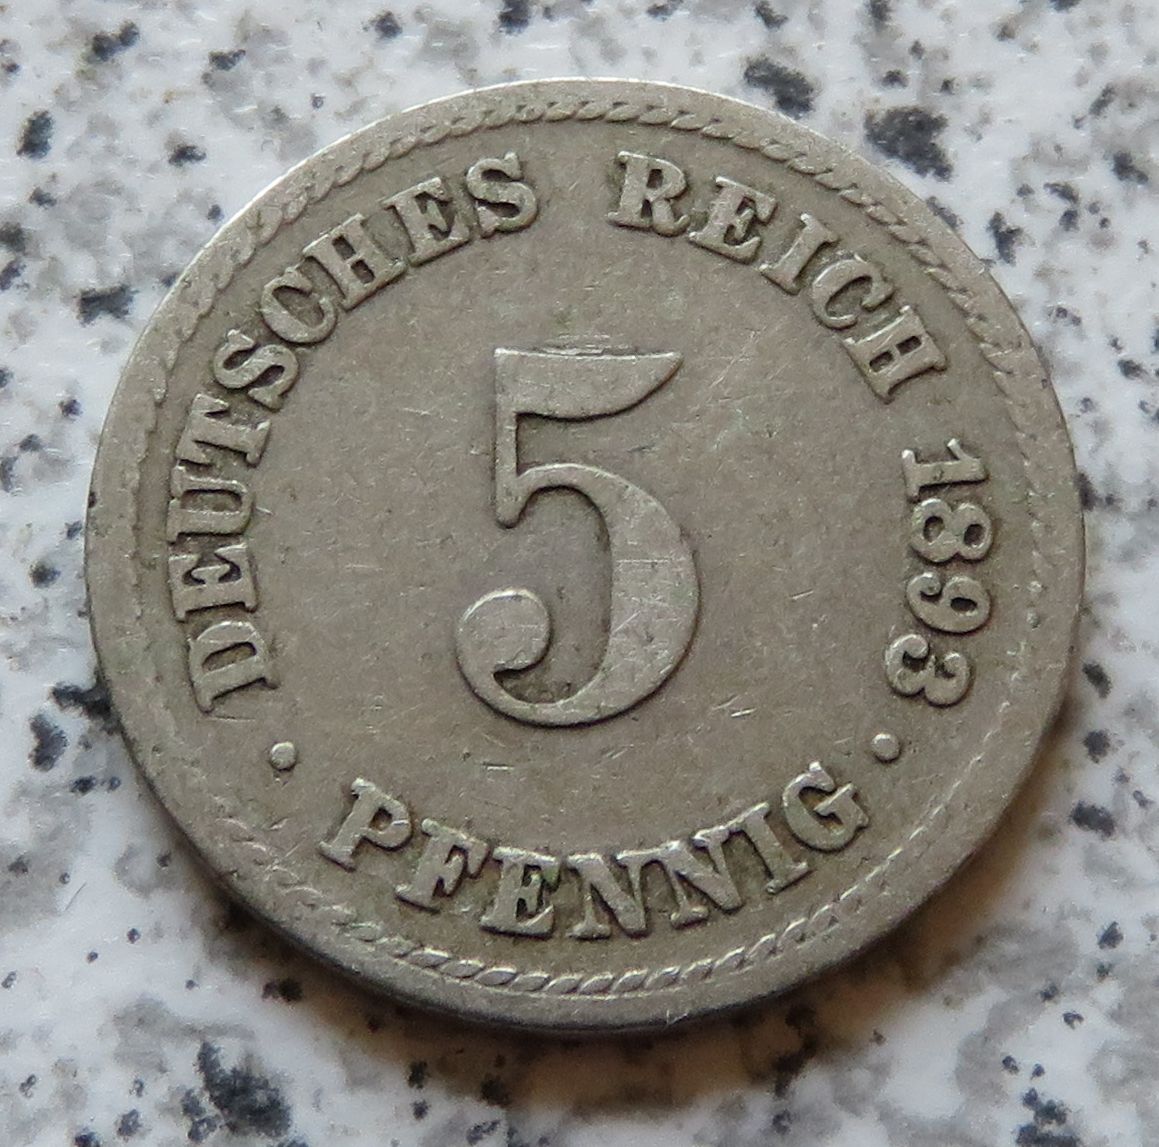 DEUTSCHES REICH 1893
5
· PFENNIG ·